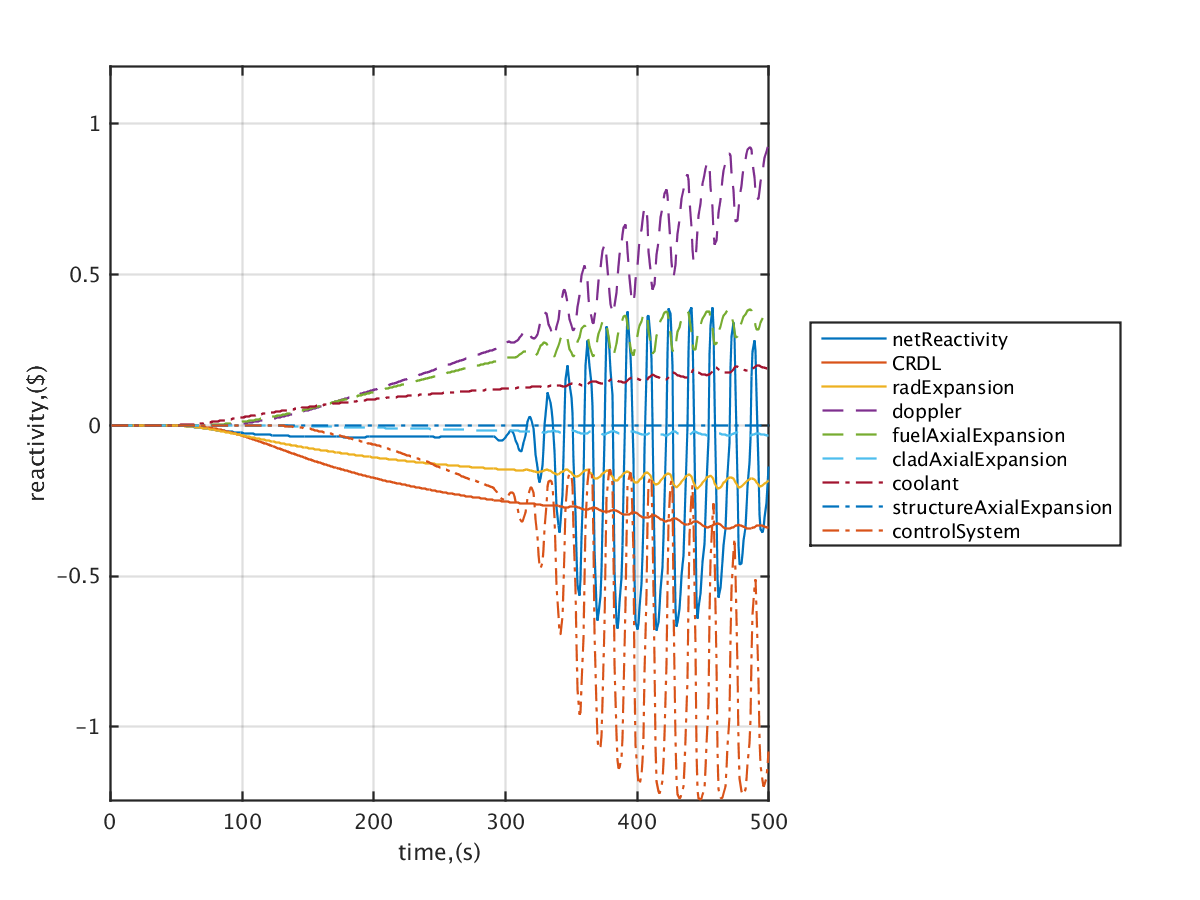 1
0.5
0
−0.5
−1
reactivity,($)
0 100 200 300 400 500
time,(s)
netReactivity
CRDL
radExpansion
doppler
fuelAxialExpansion
cladAxialExpansion
coolant
structureAxialExpansion
controlSystem